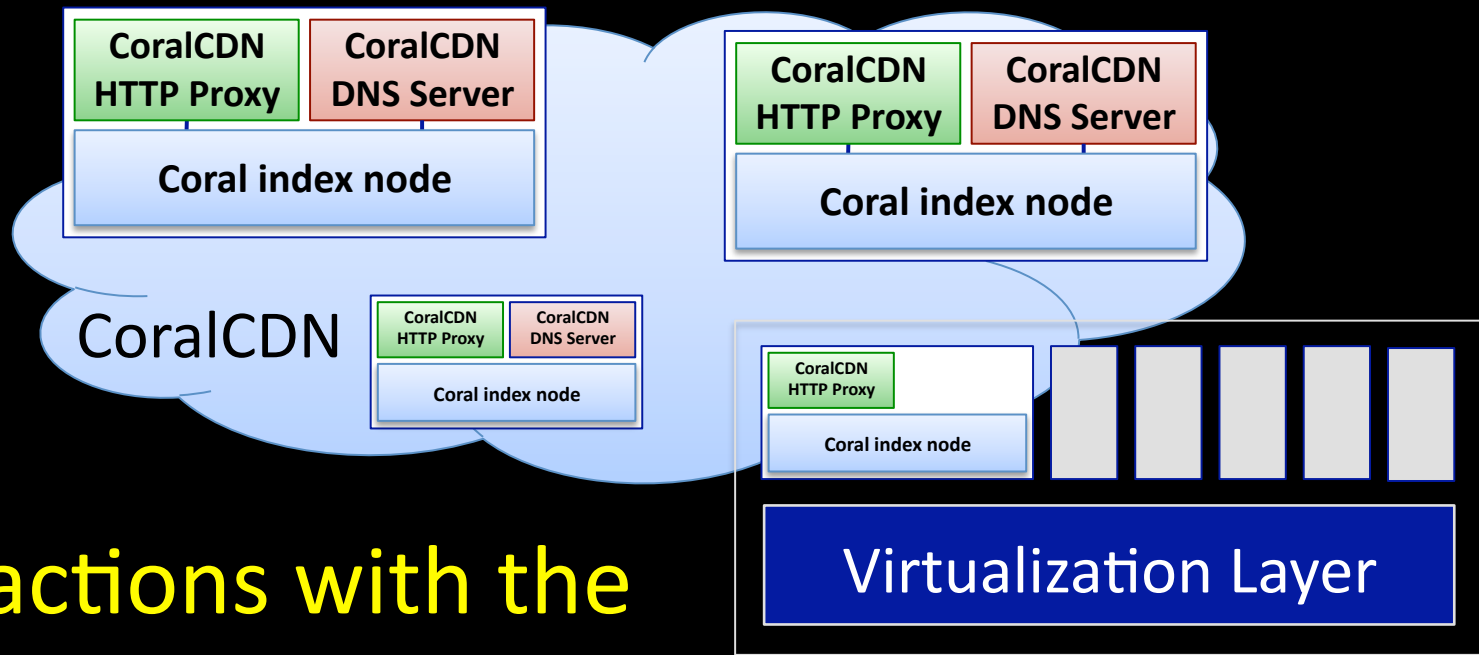 CoralCDN
HTTP Proxy
CoralCDN
DNS Server
Coral index node
CoralCDN
HTTP Proxy
CoralCDN
DNS Server
Coral index node
CoralCDN
CoralCDN
HTTP Proxy
CoralCDN
DNS Server
Coral index node
CoralCDN
HTTP Proxy
Coral index node
Virtualization Layer
actions with the